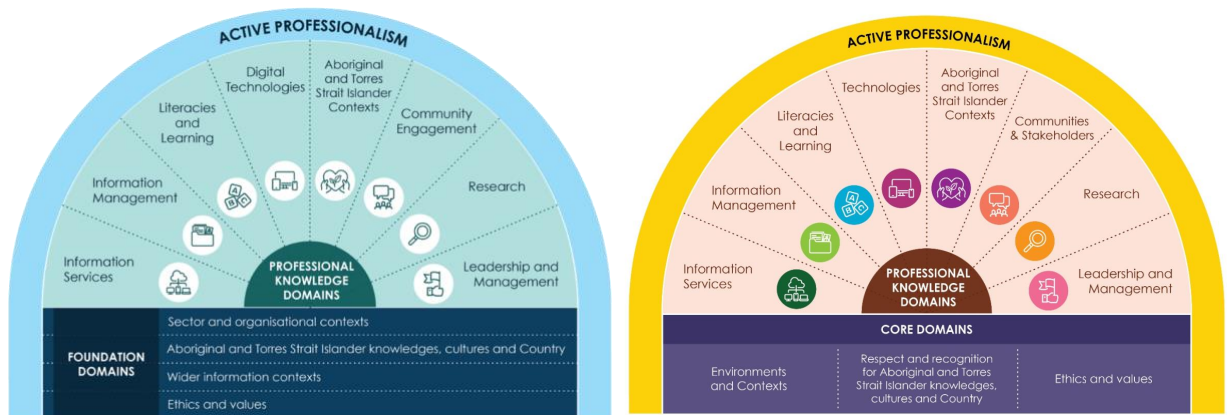 ACTIVE PROFESSIONALISM
Information
Services
Information
Management
Literacies
and
Learning
Digital
Technologies
Aboriginal
and Torres
Strait Islander
Contexts
Community
Engagement
Research
Leadership and
Management
PROFESSIONAL
KNOWLEDGE
DOMAINS
FOUNDATION
DOMAINS
Sector and organisational contexts
Aboriginal and Torres Strait Islander knowledges, cultures and Country
Wider information contexts
Ethics and values
ACTIVE PROFESSIONALISM
Information
Services
Information
Management
Literacies
and
Learning
Technologies
Aboriginal
and Torres
Strait Islander
Contexts
Communities
& Stakeholders
Research
Leadership and
Management
PROFESSIONAL
KNOWLEDGE
DOMAINS
CORE DOMAINS
Environments
and Contexts
Respect and recognition
for Aboriginal and Torres
Strait Islander knowledges,
cultures and Country
Ethics and values